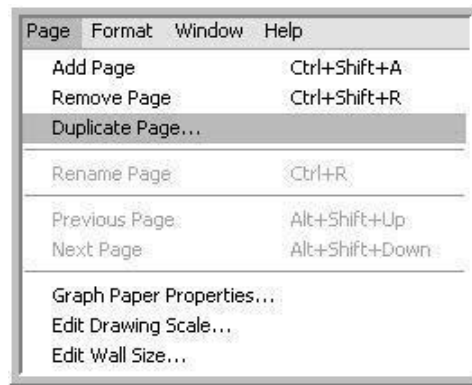 Page Format Window Help
Add Page Ctrl+Shift+A
Remove Page Ctrl+Shift+R
Duplicate Page...
Rename Page Ctrl+R
Previous Page Alt+Shift+Up
Next Page Alt+Shift+Down
Graph Paper Properties...
Edit Drawing Scale...
Edit Wall Size...